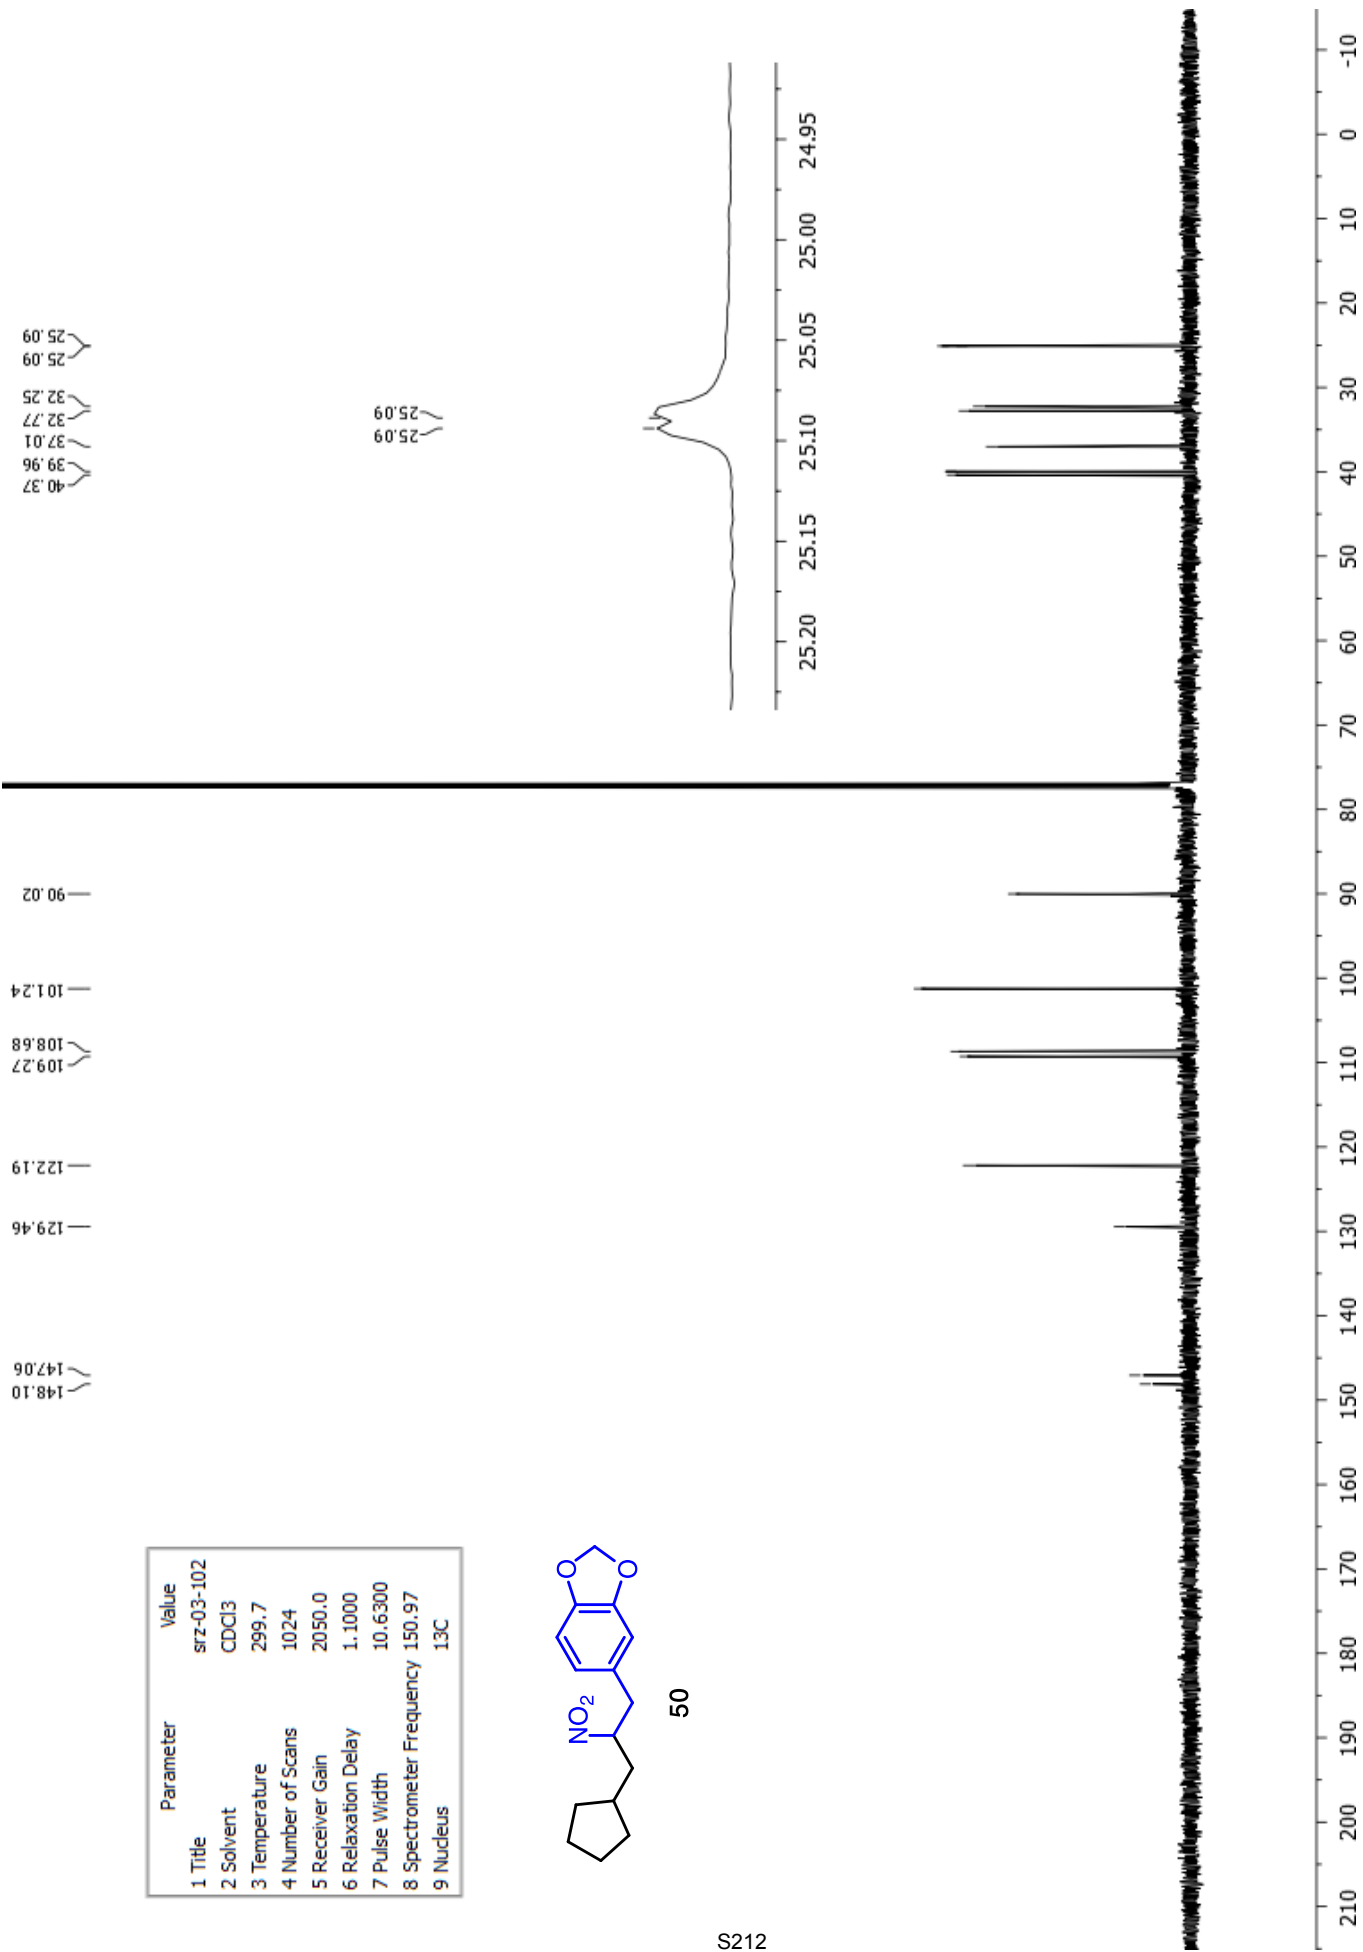 148.10
147.06
129.46
122.19
109.27
108.68
101.24
90.02
40.37
39.96
37.01
32.77
32.25
25.09
25.09
25.09
25.09
25.20
25.15
25.10
25.05
25.00
24.95
Parameter Value
1 Title srz-03-102
2 Solvent CDCl3
3 Temperature 299.7
4 Number of Scans 1024
5 Receiver Gain 2050.0
6 Relaxation Delay 1.1000
7 Pulse Width 10.6300
8 Spectrometer Frequency 150.97
9 Nucleus 13C
NO2
O
O
50
210 200 190 180 170 160 150 140 130 120 110 100 90 80 70 60 50 40 30 20 10 0 -10
S212